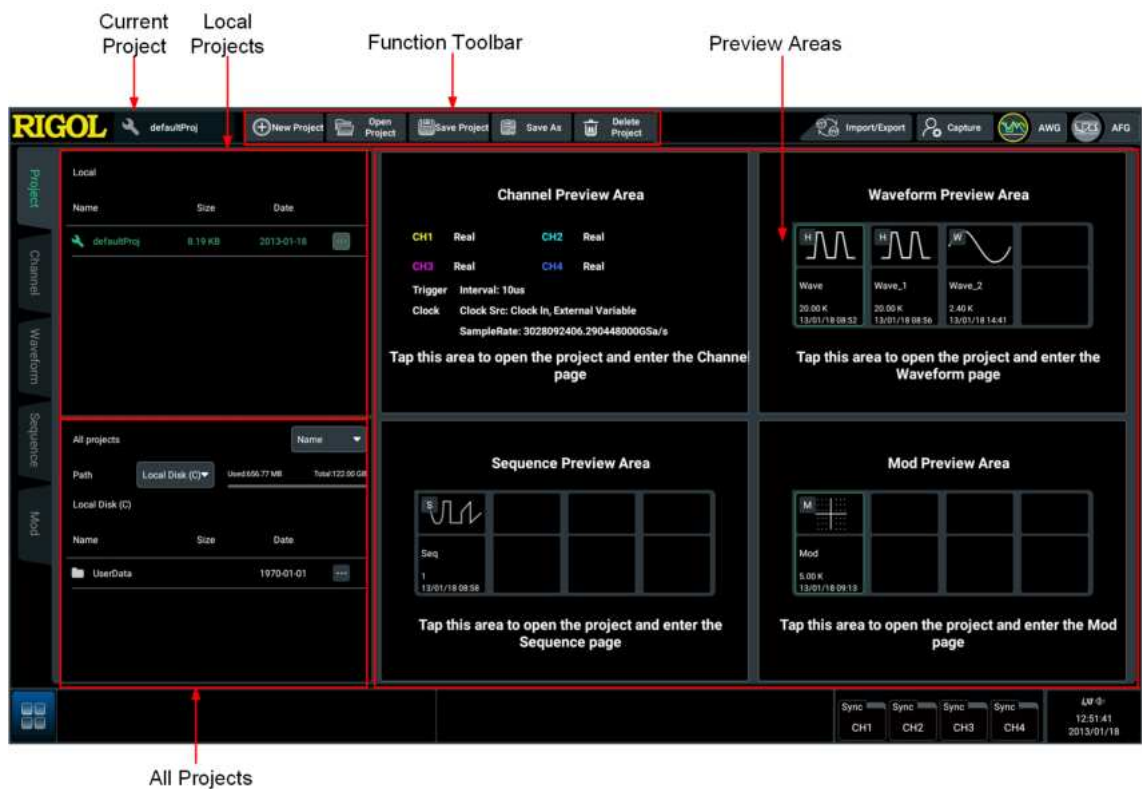 Current
Project
Local
Projects
Function Toolbar
Preview Areas
RIGOL
defaultProj
New Project
Open
Project
Save Project
Save As
Delete
Project
Import/Export
Capture
AWG
AFG
Project
Channel
Waveform
Sequence
Mod
Local
Name Size Date
defaultProj 8.19 KB 2013-01-18
All projects
Name
Path Local Disk (C) Used:656.77 MB Total:122.00 GB
Local Disk (C)
Name Size Date
UserData 1970-01-01
Channel Preview Area
CH1 Real CH2 Real
CH3 Real CH4 Real
Trigger Interval: 10us
Clock Clock Src: Clock In, External Variable
SampleRate: 3028092406.290448000GSa/s
Tap this area to open the project and enter the Channel
page
Waveform Preview Area
H H W
Wave Wave_1 Wave_2
20.00 K 20.00 K 2.40 K
13/01/18 08:52 13/01/18 08:56 13/01/18 14:41
Tap this area to open the project and enter the
Waveform page
Sequence Preview Area
S
Seq
1
13/01/18 08:58
Tap this area to open the project and enter the
Sequence page
Mod Preview Area
M
Mod
5.00 K
13/01/18 09:13
Tap this area to open the project and enter the Mod
page
Sync Sync Sync Sync
CH1 CH2 CH3 CH4
12:51:41
2013/01/18
All Projects